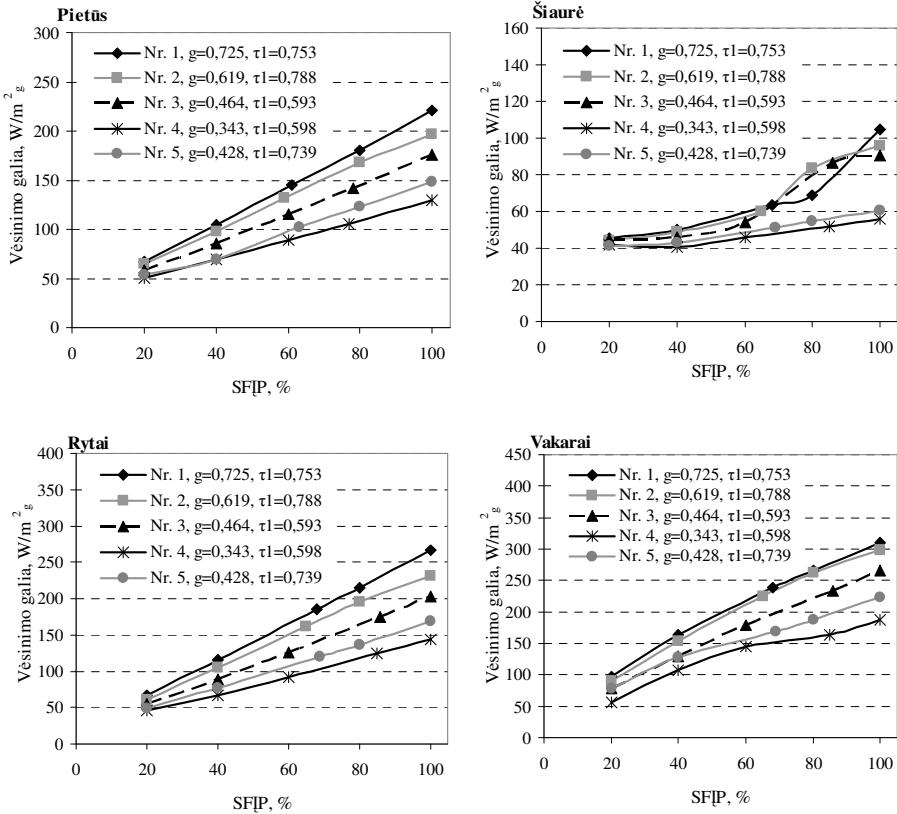 Pietūs
300
250
200
150
100
50
0
0 20 40 60 80 100
Vėsinimo galia, W/m²g
SFĮP, %
Nr. 1, g=0,725, τ1=0,753
Nr. 2, g=0,619, τ1=0,788
Nr. 3, g=0,464, τ1=0,593
Nr. 4, g=0,343, τ1=0,598
Nr. 5, g=0,428, τ1=0,739
Šiaurė
160
140
120
100
80
60
40
20
0
0 20 40 60 80 100
Vėsinimo galia, W/m²g
SFĮP, %
Nr. 1, g=0,725, τ1=0,753
Nr. 2, g=0,619, τ1=0,788
Nr. 3, g=0,464, τ1=0,593
Nr. 4, g=0,343, τ1=0,598
Nr. 5, g=0,428, τ1=0,739
Rytai
400
350
300
250
200
150
100
50
0
0 20 40 60 80 100
Vėsinimo galia, W/m²g
SFĮP, %
Nr. 1, g=0,725, τ1=0,753
Nr. 2, g=0,619, τ1=0,788
Nr. 3, g=0,464, τ1=0,593
Nr. 4, g=0,343, τ1=0,598
Nr. 5, g=0,428, τ1=0,739
Vakarai
450
400
350
300
250
200
150
100
50
0
0 20 40 60 80 100
Vėsinimo galia, W/m²g
SFĮP, %
Nr. 1, g=0,725, τ1=0,753
Nr. 2, g=0,619, τ1=0,788
Nr. 3, g=0,464, τ1=0,593
Nr. 4, g=0,343, τ1=0,598
Nr. 5, g=0,428, τ1=0,739